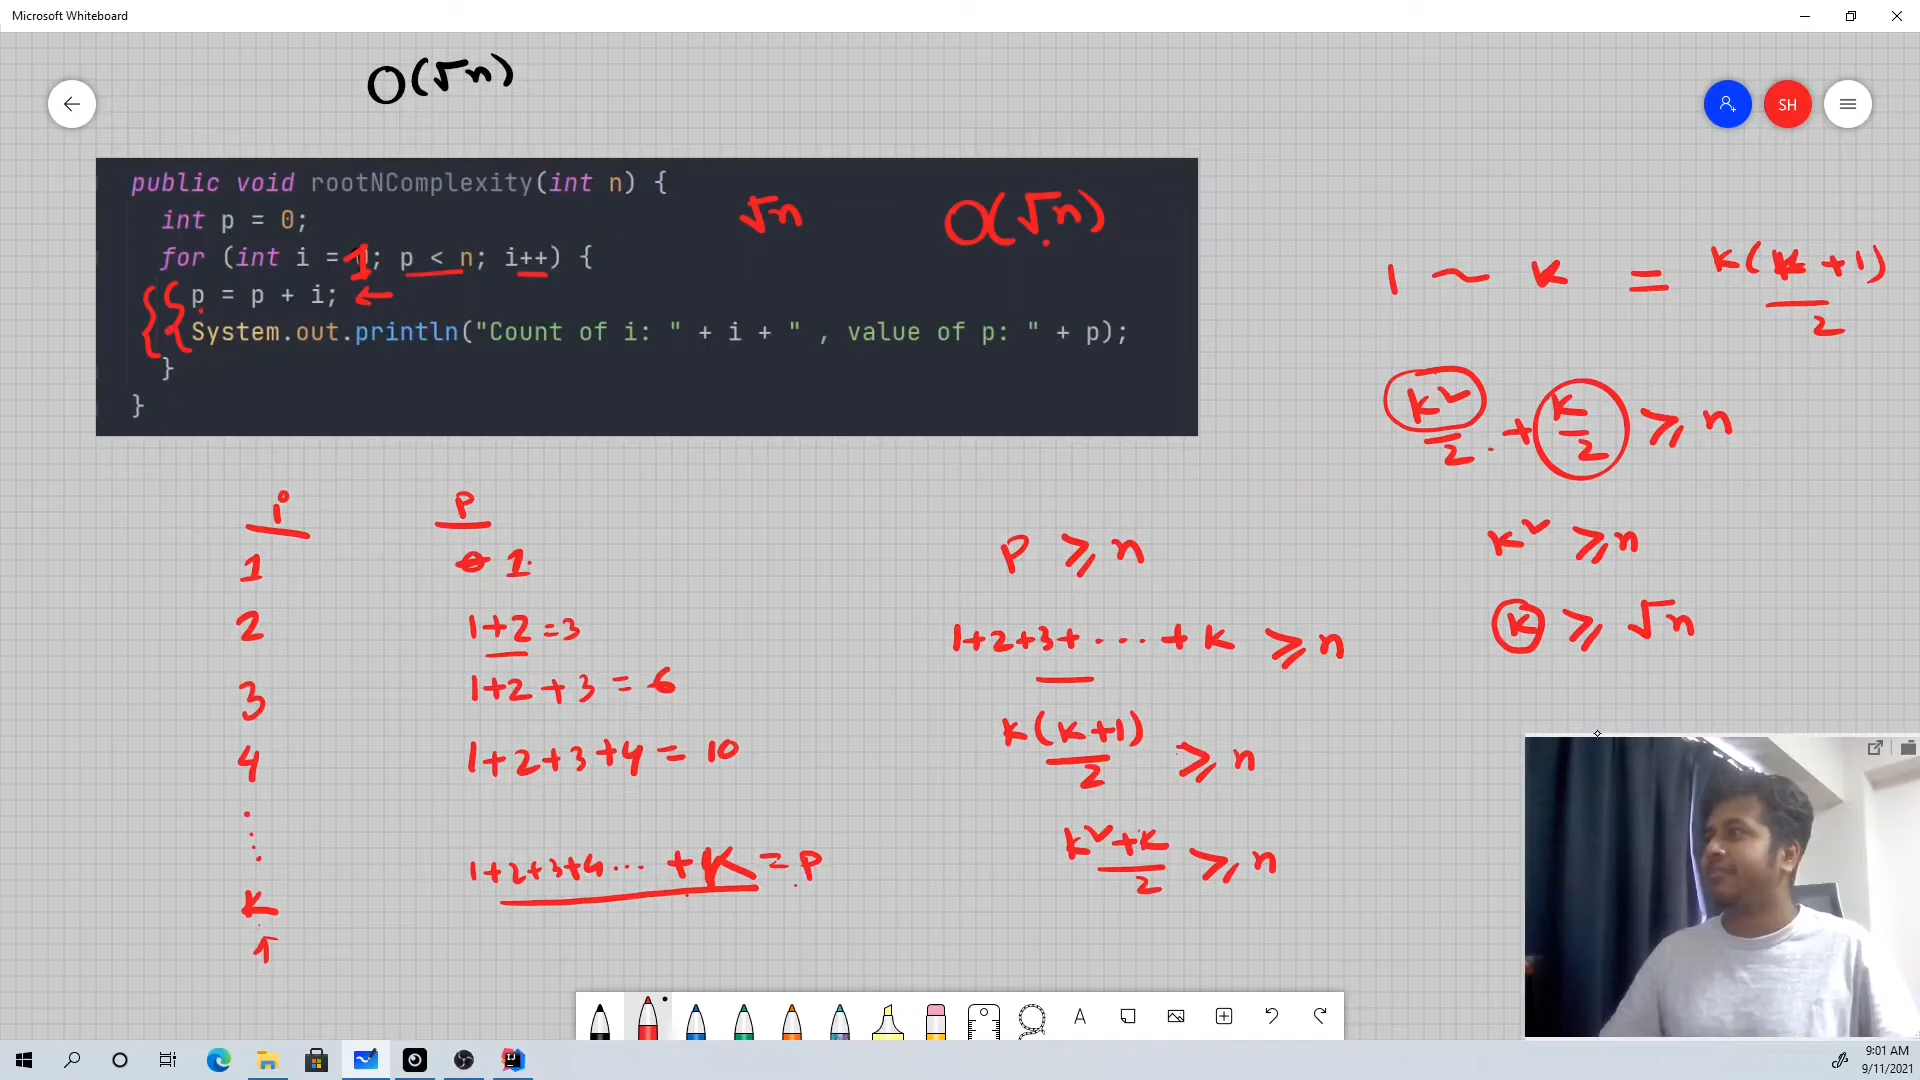 Microsoft Whiteboard
O(√n)
SH
public void rootNComplexity(int n) {
int p = 0;
for (int i = 1; p < n; i++) {
p = p + i; ←
System.out.println("Count of i: " + i + " , value of p: " + p);
}
}
√n
O(√n)
1 ~ k = k(k+1)/2
k²/2 + k/2 ⩾ n
k² ⩾ n
k ⩾ √n
i p
1 0 1
2 1+2=3
3 1+2+3=6
4 1+2+3+4=10
k 1+2+3+4...+k=p
↑
p ⩾ n
1+2+3+...+k ⩾ n
k(k+1)/2 ⩾ n
k²+k/2 ⩾ n
A
9:01 AM
9/11/2021